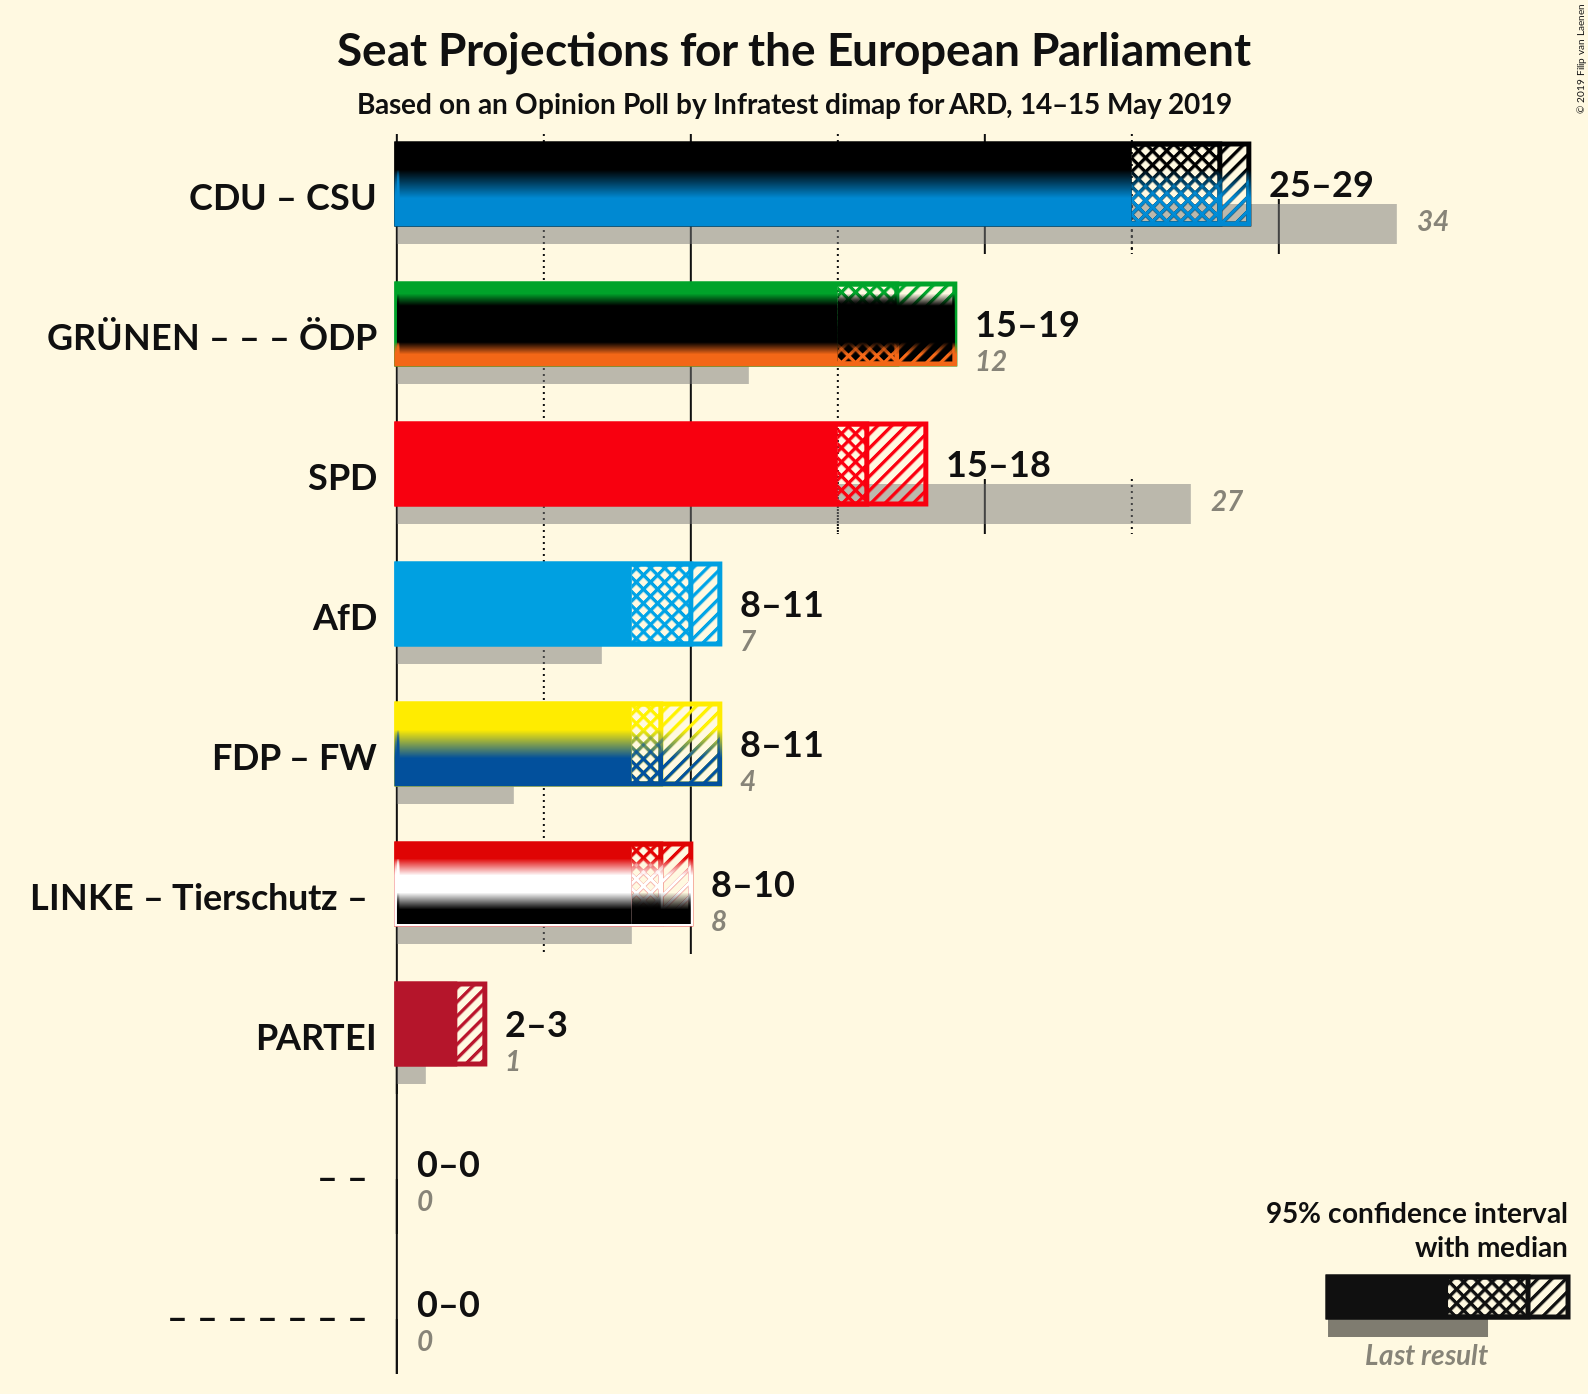 Seat Projections for the European Parliament
Based on an Opinion Poll by Infratest dimap for ARD, 14–15 May 2019
© 2019 Filip van Laenen
CDU – CSU
25–29
34
GRÜNEN – – – ÖDP
15–19
12
SPD
15–18
27
AfD
8–11
7
FDP – FW
8–11
4
LINKE – Tierschutz –
8–10
8
PARTEI
2–3
1
– –
0–0
0
– – – – – – –
0–0
0
95% confidence interval
with median
Last result